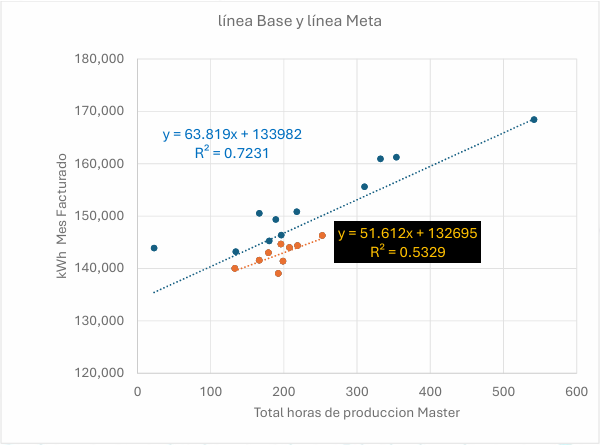 línea Base y línea Meta
180,000
170,000
160,000
150,000
140,000
130,000
120,000
kWh Mes Facturado
y = 63.819x + 133982
R² = 0.7231
y = 51.612x + 132695
R² = 0.5329
0 100 200 300 400 500 600
Total horas de produccion Master